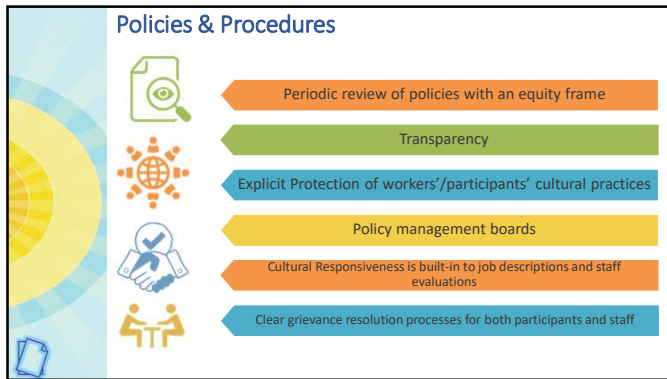 Policies & Procedures
Periodic review of policies with an equity frame
Transparency
Explicit Protection of workers'/participants' cultural practices
Policy management boards
Cultural Responsiveness is built-in to job descriptions and staff
evaluations
Clear grievance resolution processes for both participants and staff